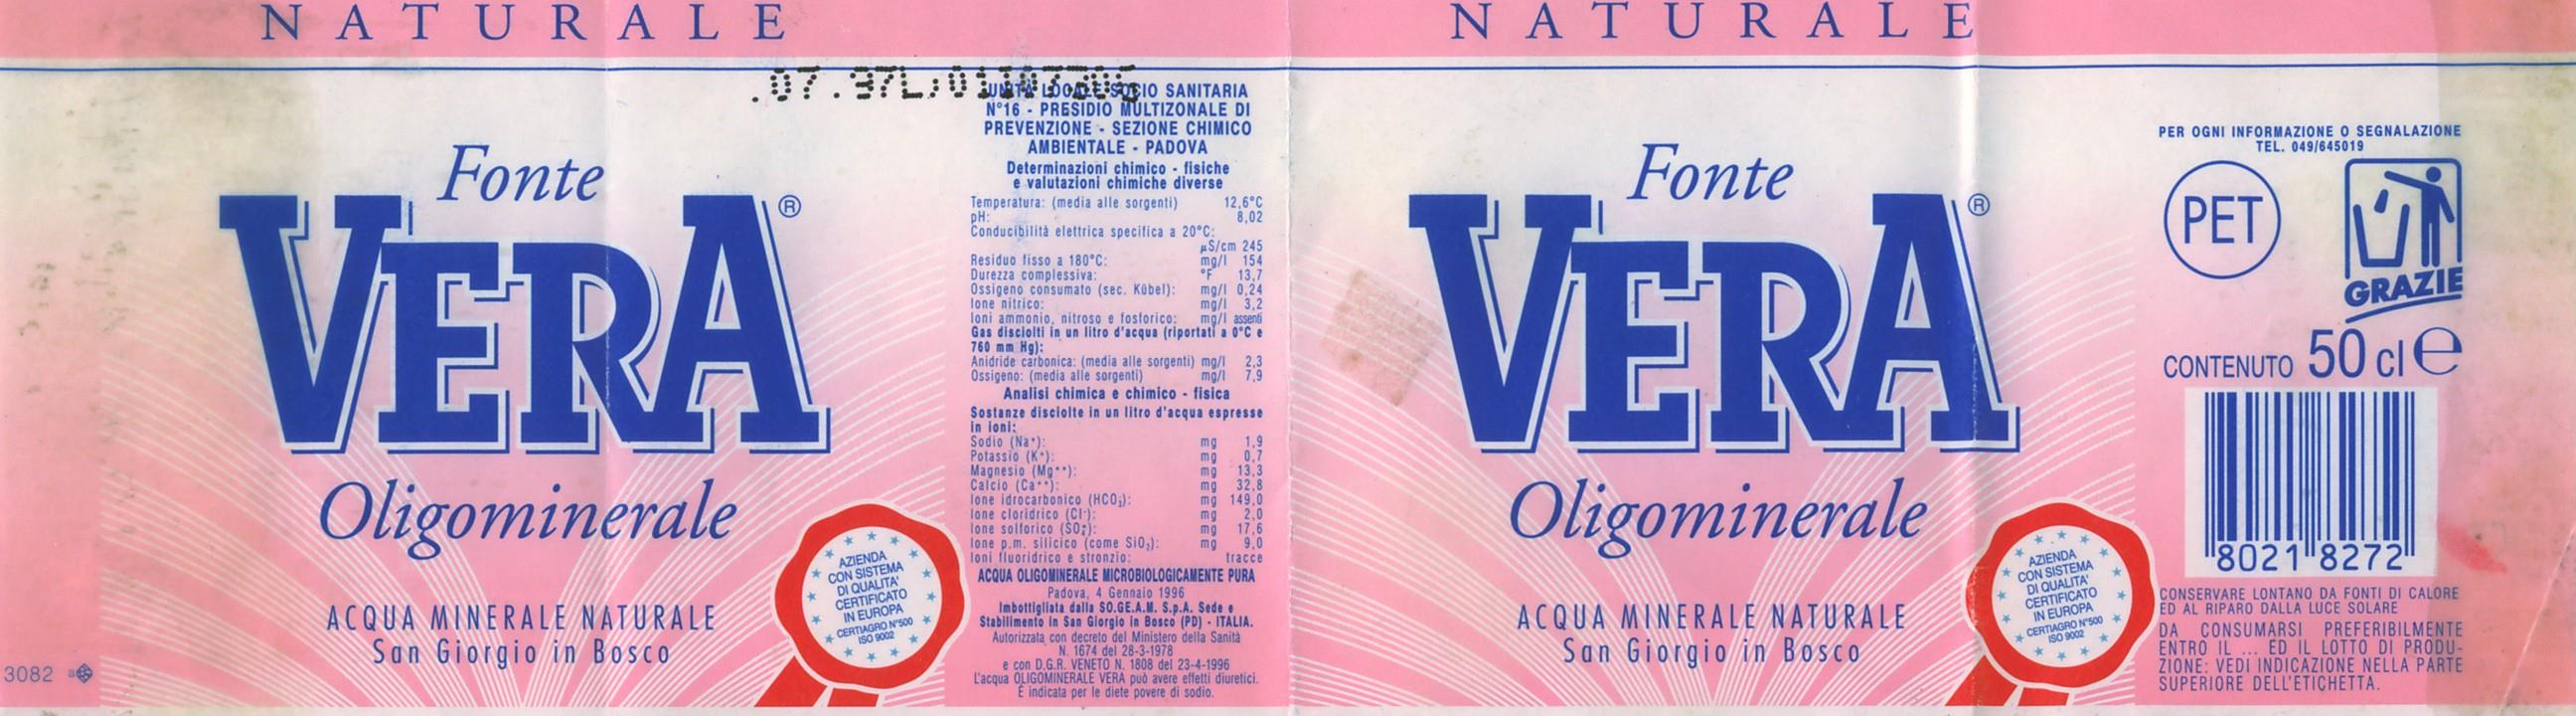 NATURALE
Fonte
VERA®
Oligominerale
ACQUA MINERALE NATURALE
San Giorgio in Bosco
3082
AZIENDA
CON SISTEMA
DI QUALITA'
CERTIFICATO
IN EUROPA
CERTIAGRO N°500
ISO 9002
UNITÀ LOCALE SOCIO SANITARIA
N°16 - PRESIDIO MULTIZONALE DI
PREVENZIONE - SEZIONE CHIMICO
AMBIENTALE - PADOVA
Determinazioni chimico - fisiche
e valutazioni chimiche diverse
Temperatura: (media alle sorgenti) 12,6°C
pH: 8,02
Conducibilità elettrica specifica a 20°C:
µS/cm 245
Residuo fisso a 180°C: mg/l 154
Durezza complessiva: °F 13,7
Ossigeno consumato (sec. Kübel): mg/l 0,24
Ione nitrico: mg/l 3,2
Ioni ammonio, nitroso e fosforico: mg/l assenti
Gas disciolti in un litro d'acqua (riportati a 0°C e
760 mm Hg):
Anidride carbonica: (media alle sorgenti) mg/l 2,3
Ossigeno: (media alle sorgenti) mg/l 7,9
Analisi chimica e chimico - fisica
Sostanze disciolte in un litro d'acqua espresse
in ioni:
Sodio (Na⁺): mg 1,9
Potassio (K⁺): mg 0,7
Magnesio (Mg⁺⁺): mg 13,3
Calcio (Ca⁺⁺): mg 32,8
Ione idrocarbonico (HCO₃⁻): mg 149,0
Ione cloridrico (Cl⁻): mg 2,0
Ione solforico (SO₄⁻): mg 17,6
Ione p.m. silicico (come SiO₂): mg 9,0
Ioni fluoridrico e stronzio: tracce
ACQUA OLIGOMINERALE MICROBIOLOGICAMENTE PURA
Padova, 4 Gennaio 1996
Imbottigliata dalla SO.GE.A.M. S.p.A. Sede e
Stabilimento in San Giorgio in Bosco (PD) - ITALIA.
Autorizzata con decreto del Ministero della Sanità
N. 1674 del 28-3-1978
e con D.G.R. VENETO N. 1808 del 23-4-1996
L'acqua OLIGOMINERALE VERA può avere effetti diuretici.
È indicata per le diete povere di sodio.
NATURALE
Fonte
VERA®
Oligominerale
ACQUA MINERALE NATURALE
San Giorgio in Bosco
AZIENDA
CON SISTEMA
DI QUALITA'
CERTIFICATO
IN EUROPA
CERTIAGRO N°500
ISO 9002
PER OGNI INFORMAZIONE O SEGNALAZIONE
TEL. 049/645019
PET
GRAZIE
CONTENUTO 50 cl e
80218272
CONSERVARE LONTANO DA FONTI DI CALORE
ED AL RIPARO DALLA LUCE SOLARE
DA CONSUMARSI PREFERIBILMENTE
ENTRO IL ... ED IL LOTTO DI PRODU-
ZIONE: VEDI INDICAZIONE NELLA PARTE
SUPERIORE DELL'ETICHETTA.